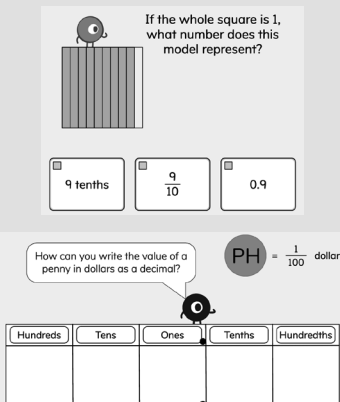 If the whole square is 1,
what number does this
model represent?
9 tenths
9
10
0.9
How can you write the value of a
penny in dollars as a decimal?
PH = 1/100 dollar
Hundreds Tens Ones Tenths Hundredths